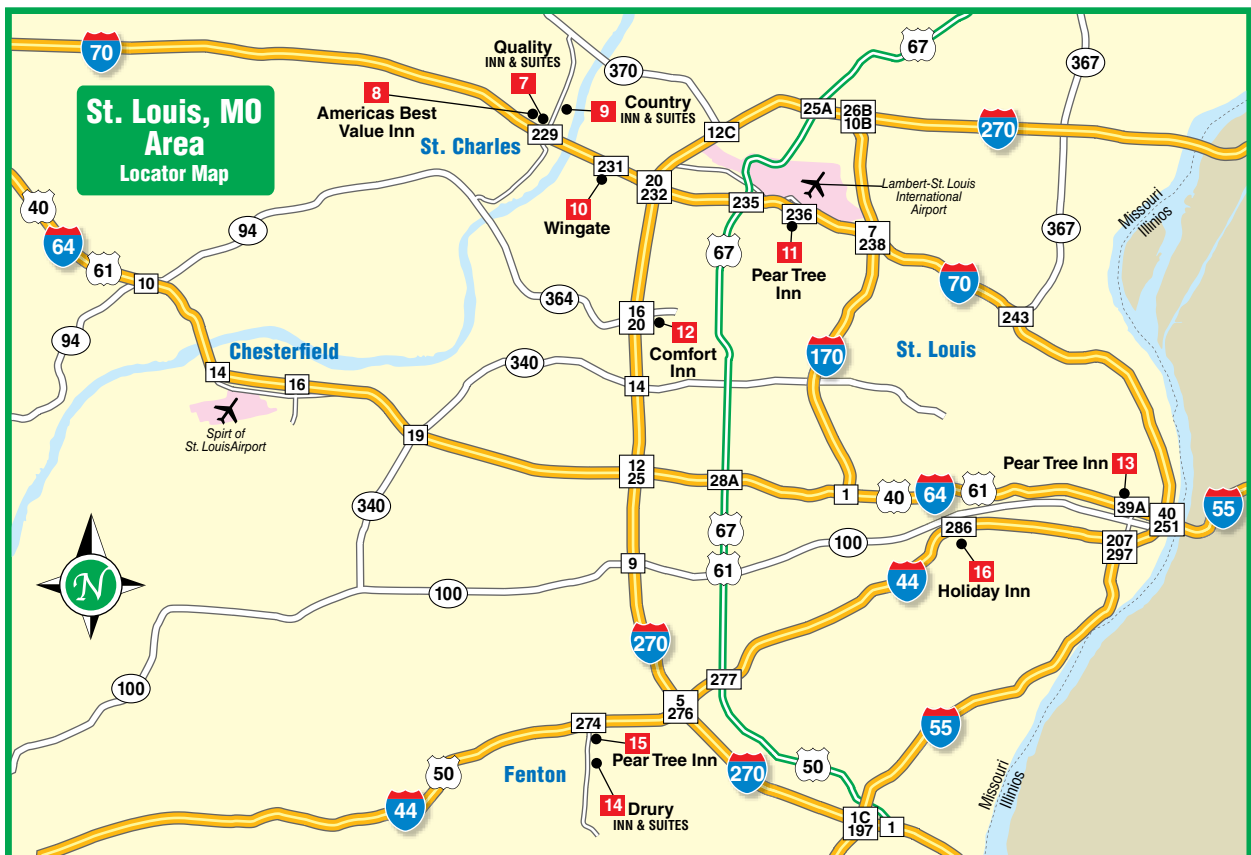 St. Louis, MO
Area
Locator Map
70
Quality
INN & SUITES
7
8
Americas Best
Value Inn
9
Country
INN & SUITES
St. Charles
229
370
67
367
25A
26B
10B
270
12C
231
10
Wingate
20
232
235
236
11
Pear Tree
Inn
Lambert-St. Louis
International
Airport
7
238
Missouri
Illinios
40
64
61
10
94
94
67
70
367
243
364
16
20
12
Comfort
Inn
170
St. Louis
Chesterfield
340
14
16
14
Spirt of
St. LouisAirport
19
12
25
28A
1
40
64
61
Pear Tree Inn
13
39A
40
251
55
340
67
100
286
207
297
N
9
61
16
Holiday Inn
44
100
270
100
277
5
276
274
15
Pear Tree Inn
55
50
Fenton
270
50
14
Drury
INN & SUITES
44
1C
197
1
Missouri
Illinios